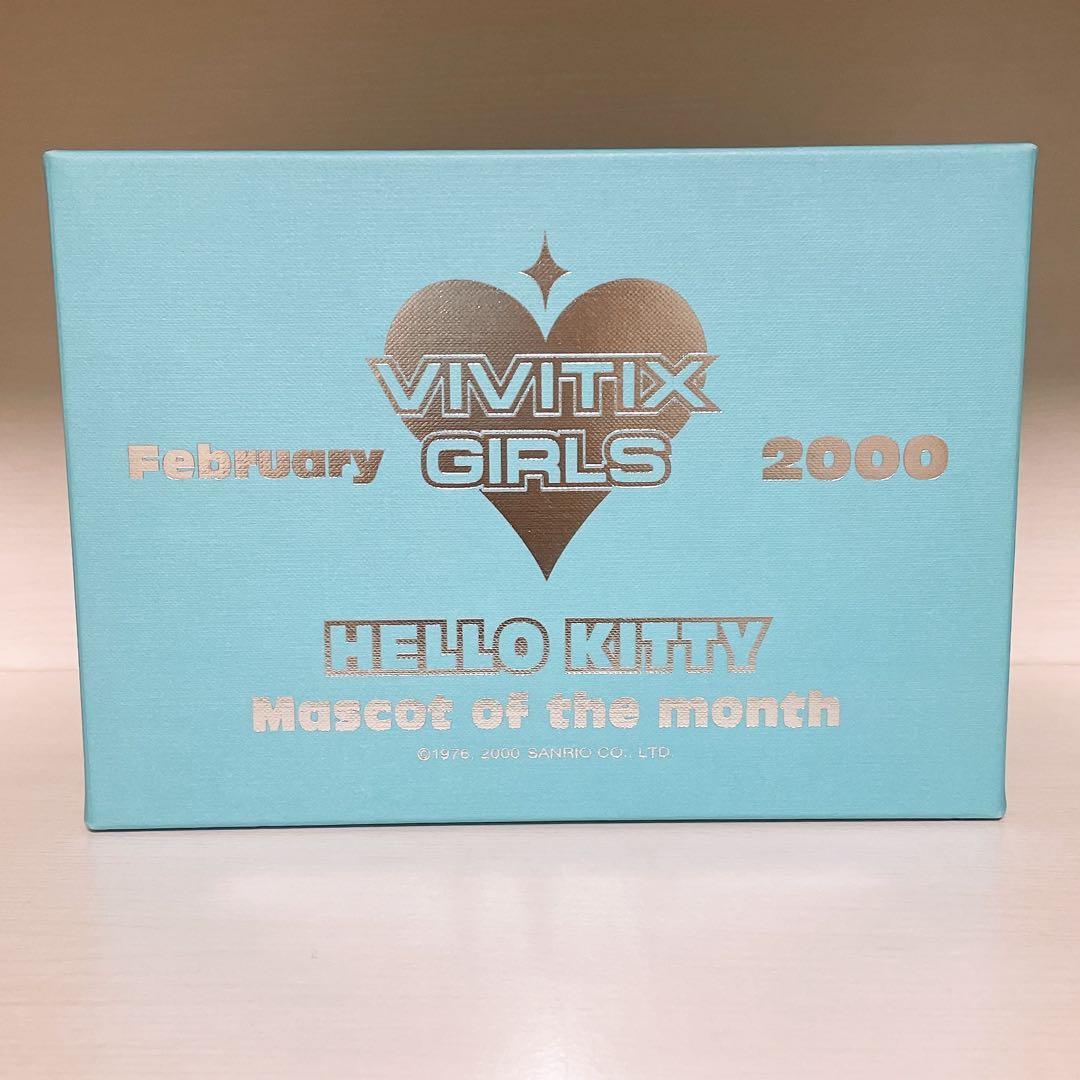 VIVITIX
GIRLS
February 2000
HELLO KITTY
Mascot of the month
©1976, 2000 SANRIO CO., LTD.